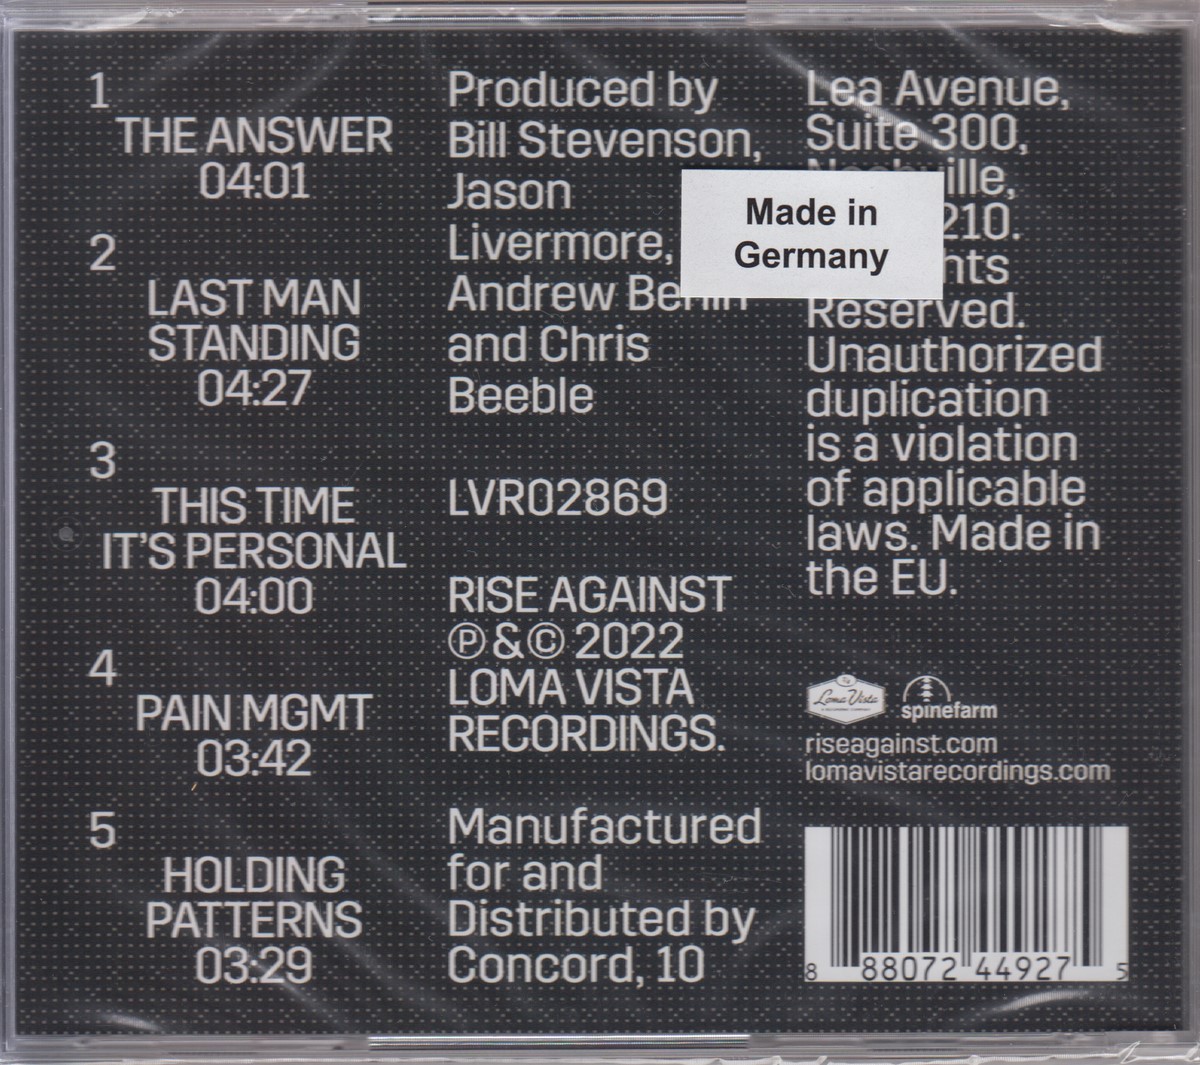 1
THE ANSWER
04:01
2
LAST MAN
STANDING
04:27
3
THIS TIME
IT'S PERSONAL
04:00
4
PAIN MGMT
03:42
5
HOLDING
PATTERNS
03:29
Produced by
Bill Stevenson,
Jason
Livermore,
Andrew Berlin
and Chris
Beeble
LVR02869
RISE AGAINST
Ⓟ & © 2022
LOMA VISTA
RECORDINGS.
Manufactured
for and
Distributed by
Concord, 10
Lea Avenue,
Suite 300,
Nashville,
210.
Reserved.
Unauthorized
duplication
is a violation
of applicable
laws. Made in
the EU.
Made in
Germany
Loma Vista
spinefarm
riseagainst.com
lomavistarecordings.com
8 88072 44927 5